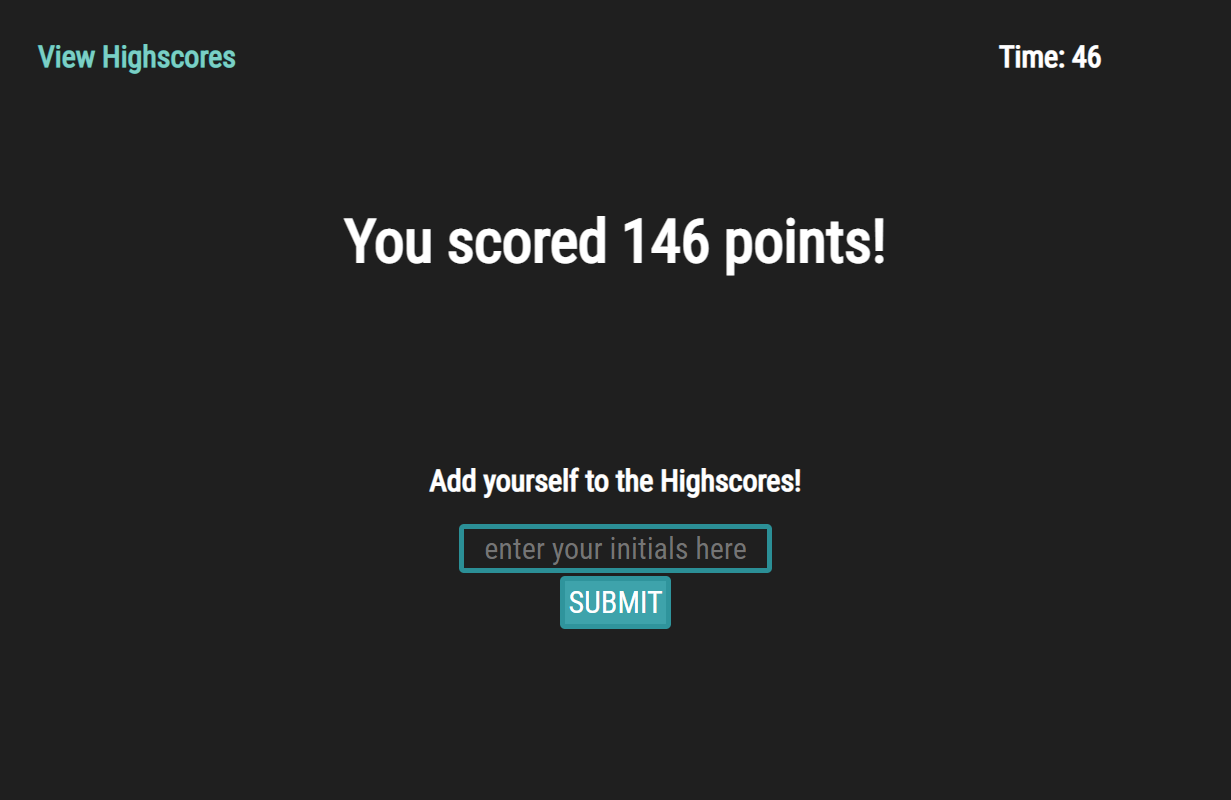 View Highscores
Time: 46
You scored 146 points!
Add yourself to the Highscores!
enter your initials here
SUBMIT